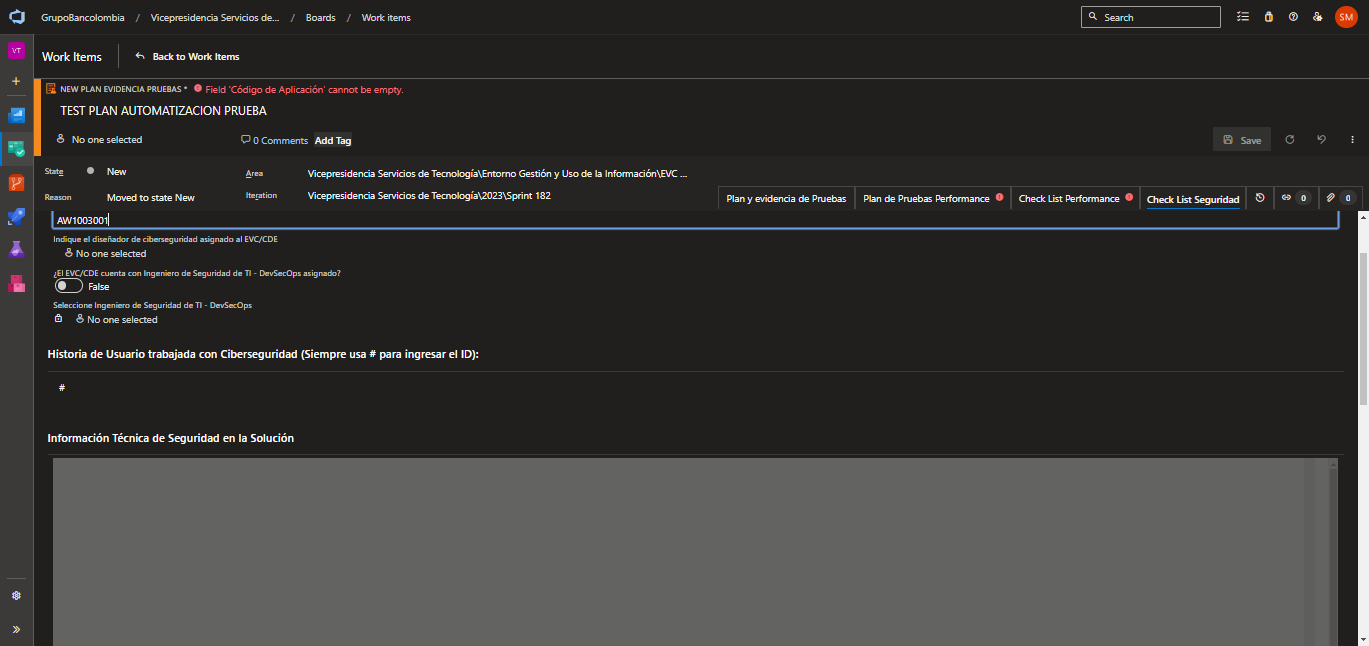 GrupoBancolombia / Vicepresidencia Servicios de... / Boards / Work items
Search
SM
VT
Work Items
Back to Work Items
NEW PLAN EVIDENCIA PRUEBAS * Field 'Código de Aplicación' cannot be empty.
TEST PLAN AUTOMATIZACION PRUEBA
No one selected
0 Comments
Add Tag
Save
State
New
Area
Vicepresidencia Servicios de Tecnología\Entorno Gestión y Uso de la Información\EVC ...
Reason
Moved to state New
Iteration
Vicepresidencia Servicios de Tecnología\2023\Sprint 182
Plan y evidencia de Pruebas
Plan de Pruebas Performance
Check List Performance
Check List Seguridad
0
0
AW1003001
Indique el diseñador de ciberseguridad asignado al EVC/CDE
No one selected
¿El EVC/CDE cuenta con Ingeniero de Seguridad de TI - DevSecOps asignado?
False
Seleccione Ingeniero de Seguridad de TI - DevSecOps
No one selected
Historia de Usuario trabajada con Ciberseguridad (Siempre usa # para ingresar el ID):
#
Información Técnica de Seguridad en la Solución